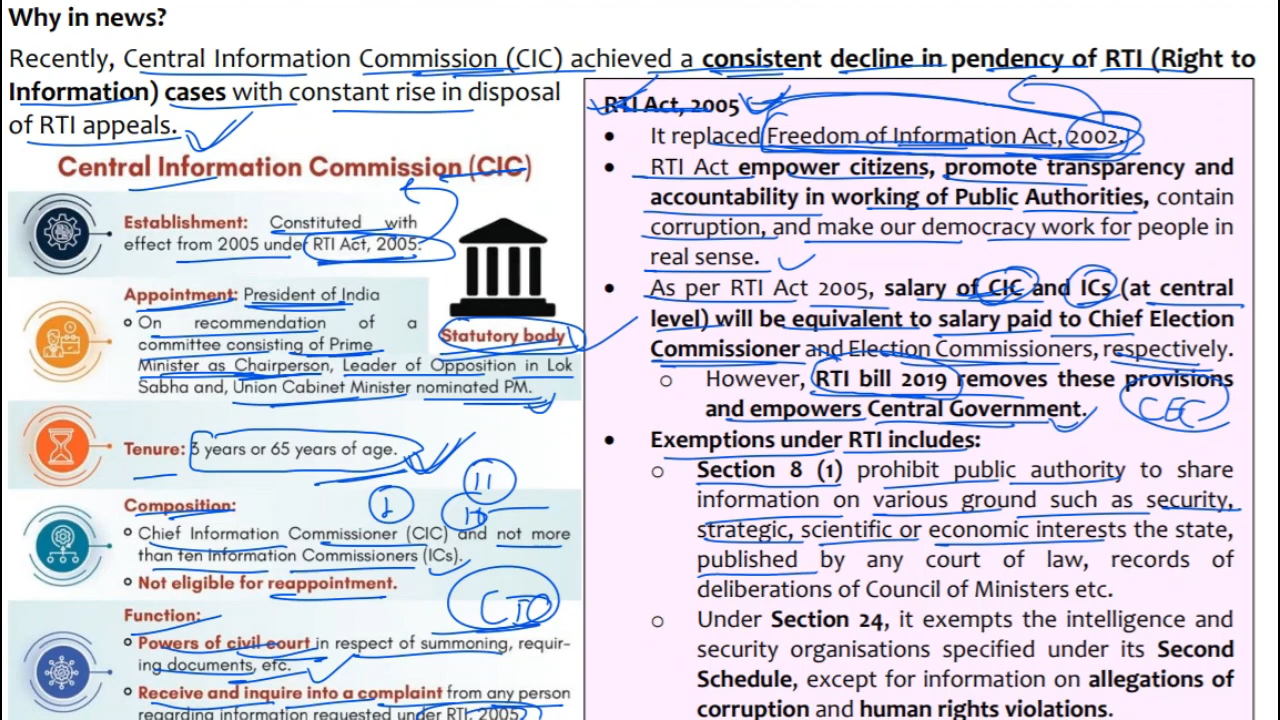 Why in news?
Recently, Central Information Commission (CIC) achieved a consistent decline in pendency of RTI (Right to
Information) cases with constant rise in disposal
of RTI appeals.
Central Information Commission (CIC)
Establishment: Constituted with
effect from 2005 under RTI Act, 2005.
Appointment: President of India
On recommendation of a
committee consisting of Prime
Minister as Chairperson, Leader of Opposition in Lok
Sabha and, Union Cabinet Minister nominated PM.
Statutory body
Tenure: 3 years or 65 years of age.
Composition:
Chief Information Commissioner (CIC) and not more
than ten Information Commissioners (ICs).
Not eligible for reappointment.
Function:
Powers of civil court in respect of summoning, requir-
ing documents, etc.
Receive and inquire into a complaint from any person
regarding information requested under RTI, 2005
1
11
10
CIC
RTI Act, 2005
• It replaced Freedom of Information Act, 2002.
• RTI Act empower citizens, promote transparency and
accountability in working of Public Authorities, contain
corruption, and make our democracy work for people in
real sense.
• As per RTI Act 2005, salary of CIC and ICs (at central
level) will be equivalent to salary paid to Chief Election
Commissioner and Election Commissioners, respectively.
o However, RTI bill 2019 removes these provisions
and empowers Central Government.
CEC
• Exemptions under RTI includes:
o Section 8 (1) prohibit public authority to share
information on various ground such as security,
strategic, scientific or economic interests the state,
published by any court of law, records of
deliberations of Council of Ministers etc.
o Under Section 24, it exempts the intelligence and
security organisations specified under its Second
Schedule, except for information on allegations of
corruption and human rights violations.